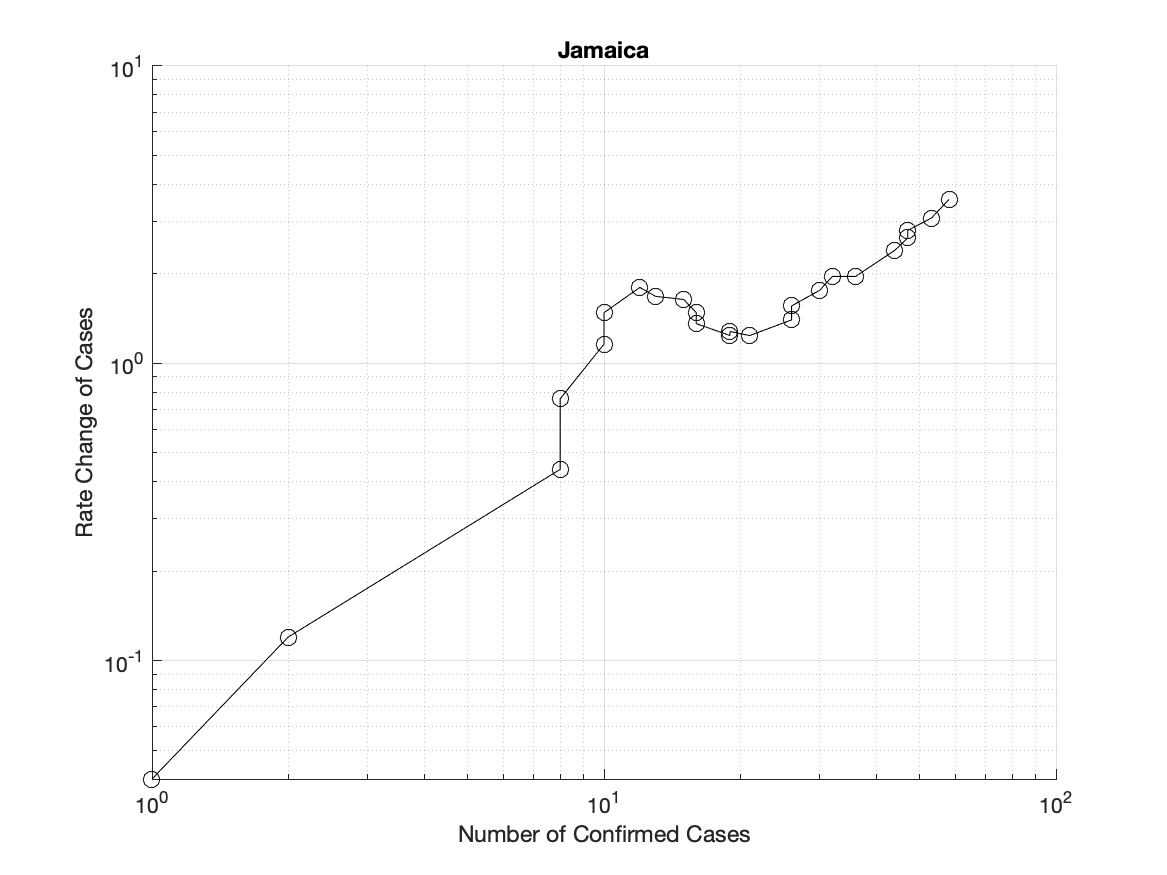 Jamaica
10^1
10^0
10^-1
Rate Change of Cases
10^0 10^1 10^2
Number of Confirmed Cases